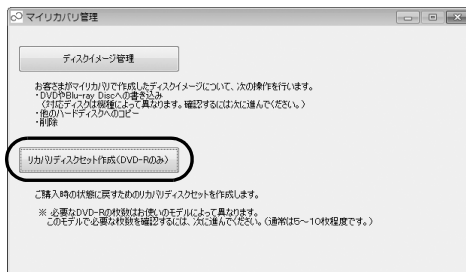 マイリカバリ管理
ディスクイメージ管理
お客さまがマイリカバリで作成したディスクイメージについて、次の操作を行います。
・DVDやBlu-ray Discへの書き込み
（対応ディスクは機種によって異なります。確認するには次に進んでください。）
・他のハードディスクへのコピー
・削除
リカバリディスクセット作成(DVD-Rのみ)
ご購入時の状態に戻すためのリカバリディスクセットを作成します。
※ 必要なDVD-Rの枚数はお使いのモデルによって異なります。
このモデルで必要な枚数を確認するには、次に進んでください。（通常は5～10枚程度です。）